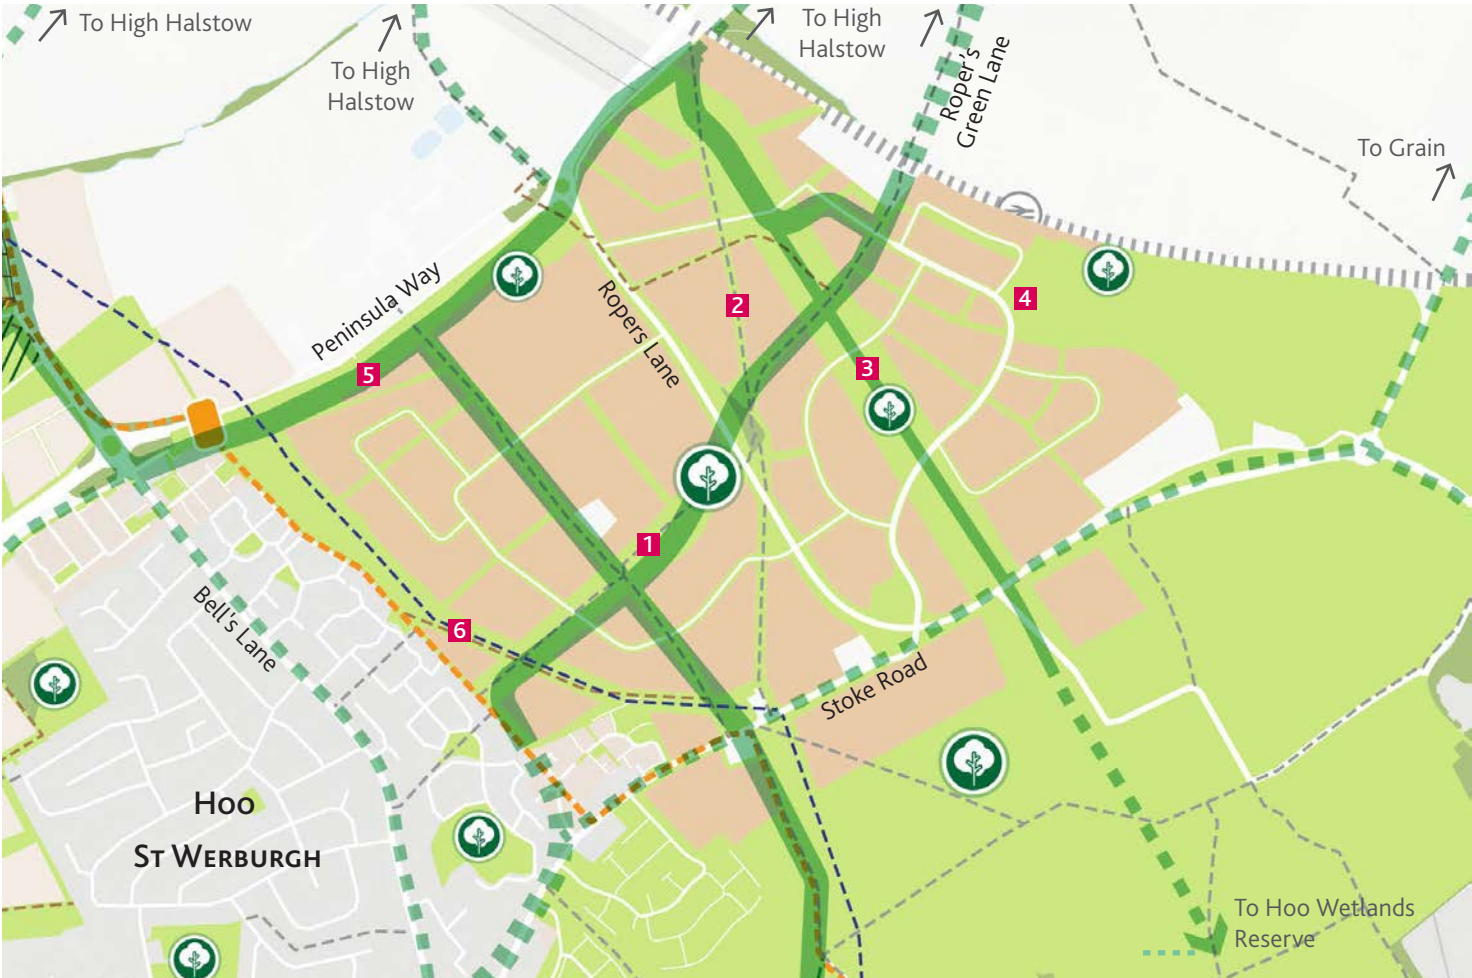 To High Halstow
To High
Halstow
To High
Halstow
Roper's
Green Lane
To Grain
Peninsula Way
Ropers Lane
2
4
5
3
1
Bell's Lane
6
Stoke Road
Hoo
St Werburgh
To Hoo Wetlands
Reserve